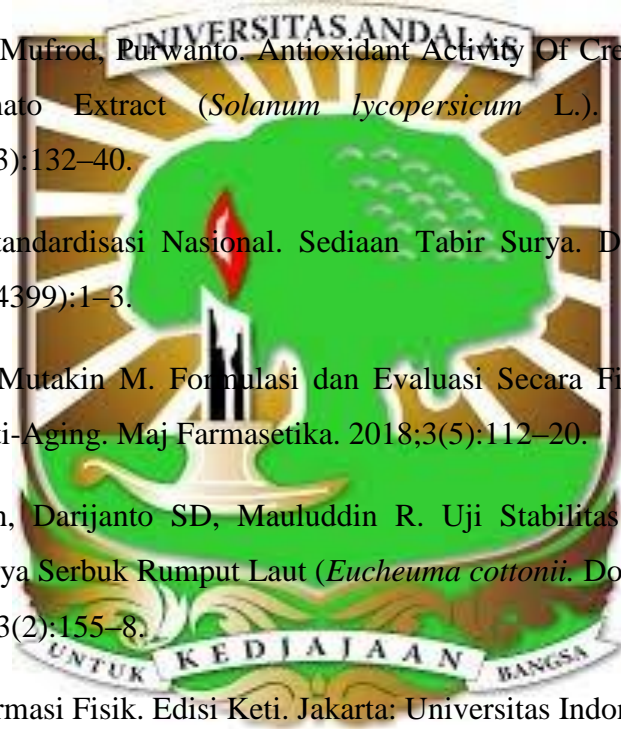 UNIVERSITAS ANDALAS
Mufrod, Purwanto. Antioxidant Activity Of Cre
ato Extract (Solanum lycopersicum L.).
3):132–40.
tandardisasi Nasional. Sediaan Tabir Surya. D
4399):1–3.
Mutakin M. Formulasi dan Evaluasi Secara Fi
ti-Aging. Maj Farmasetika. 2018;3(5):112–20.
n, Darijanto SD, Mauluddin R. Uji Stabilitas
ya Serbuk Rumput Laut (Eucheuma cottonii. Do
3(2):155–8.
UNTUK KEDJAJAAN BANGSA
rmasi Fisik. Edisi Keti. Jakarta: Universitas Indon